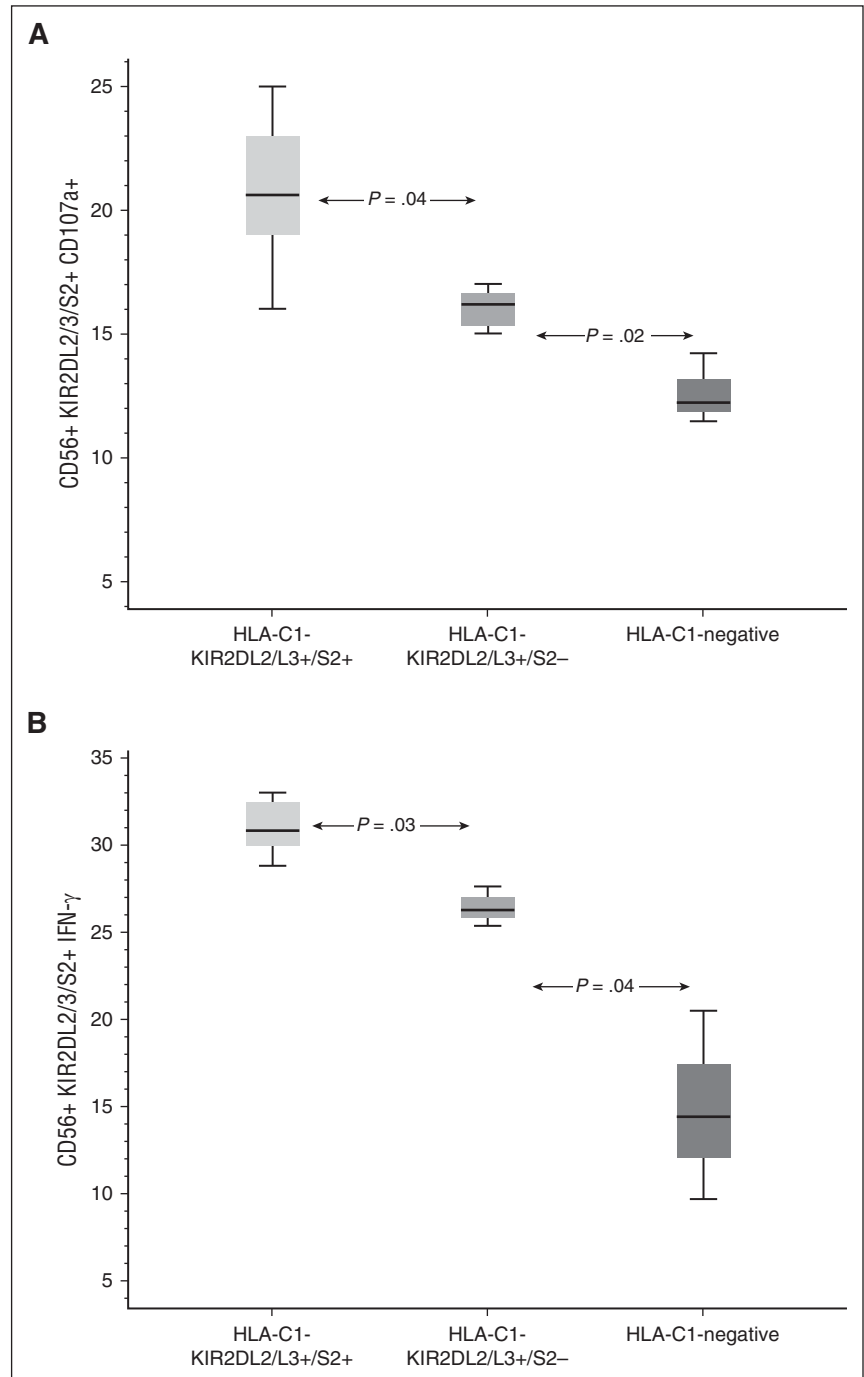 A
CD56+ KIR2DL2/3/S2+ CD107a+
25
20
15
10
5
P = .04
P = .02
HLA-C1-
KIR2DL2/L3+/S2+
HLA-C1-
KIR2DL2/L3+/S2–
HLA-C1-negative
B
CD56+ KIR2DL2/3/S2+ IFN-γ
35
30
25
20
15
10
5
P = .03
P = .04
HLA-C1-
KIR2DL2/L3+/S2+
HLA-C1-
KIR2DL2/L3+/S2–
HLA-C1-negative